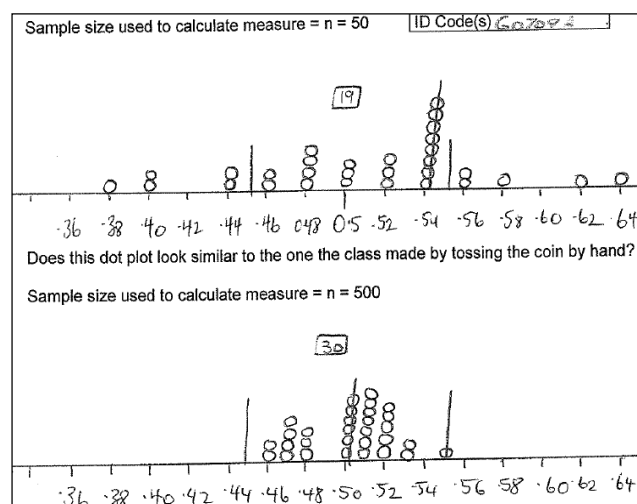 Sample size used to calculate measure = n = 50 ID Code(s)
19
.36 .38 .40 .42 .44 .46 0.48 0.5 .52 .54 .56 .58 .60 .62 .64
Does this dot plot look similar to the one the class made by tossing the coin by hand?
Sample size used to calculate measure = n = 500
30
.36 .38 .40 .42 .44 .46 .48 .50 .52 .54 .56 .58 .60 .62 .64